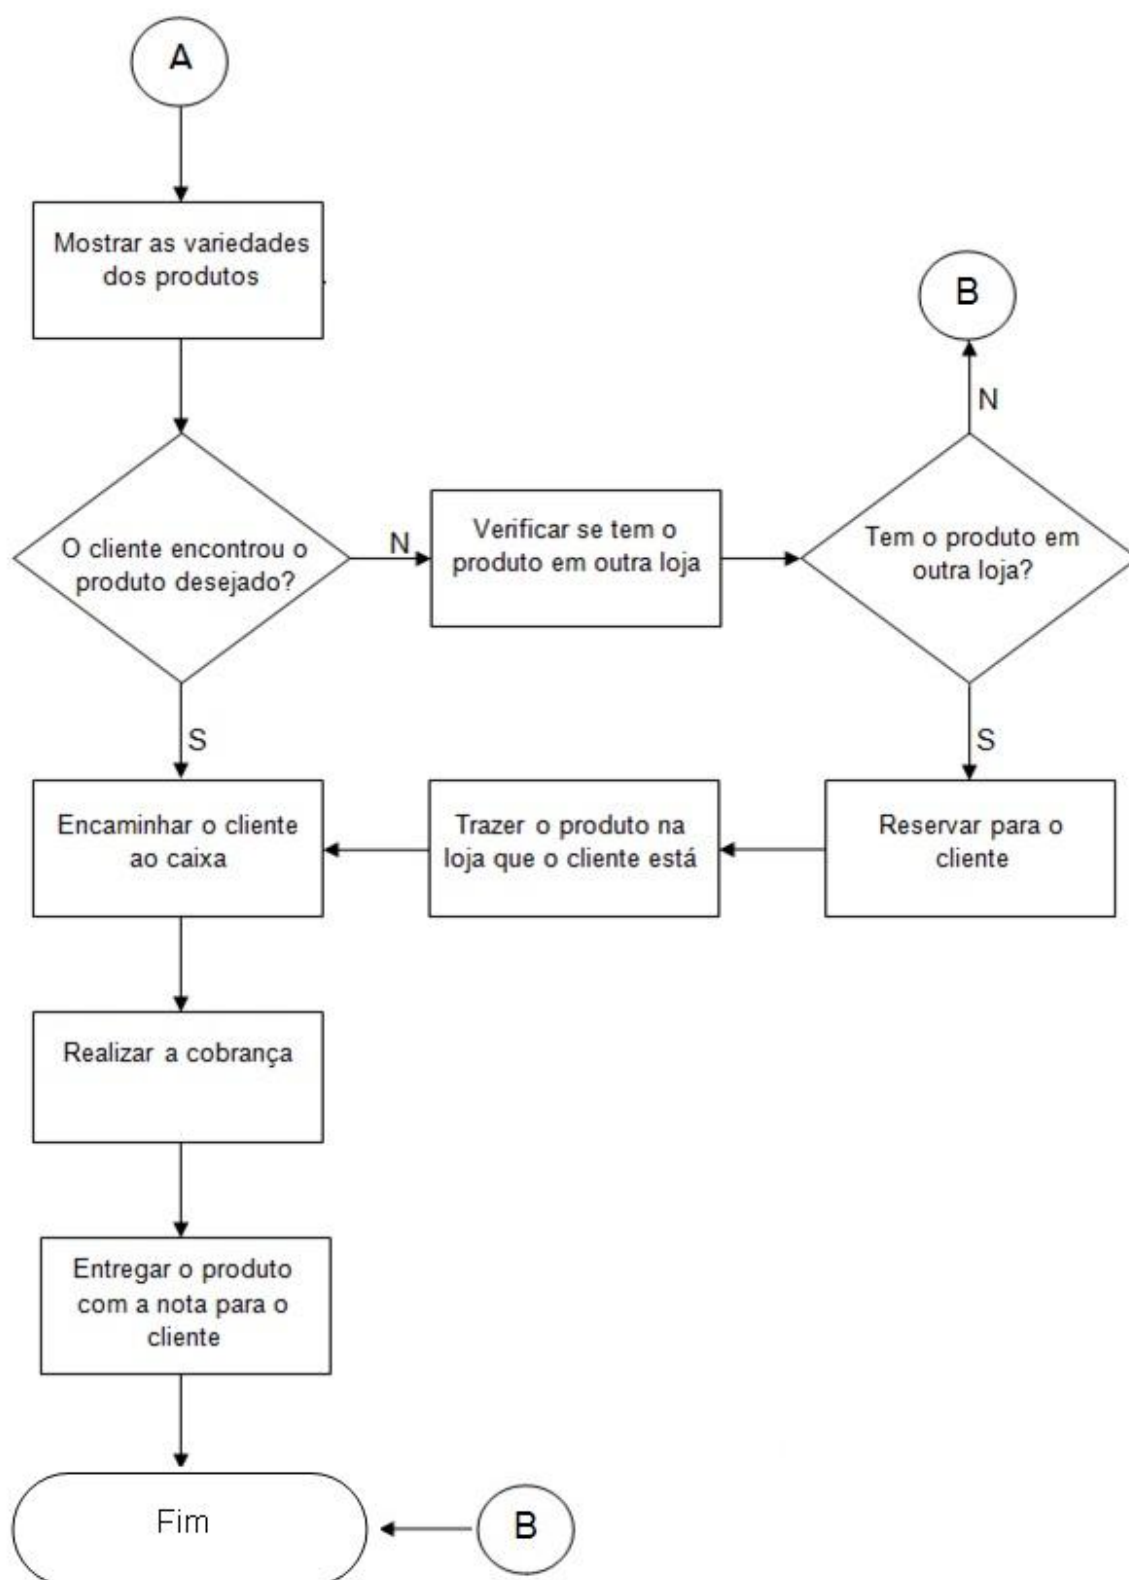 A
Mostrar as variedades
dos produtos
B
N
O cliente encontrou o
produto desejado?
N
Verificar se tem o
produto em outra loja
Tem o produto em
outra loja?
S
S
Encaminhar o cliente
ao caixa
Trazer o produto na
loja que o cliente está
Reservar para o
cliente
Realizar a cobrança
Entregar o produto
com a nota para o
cliente
Fim
B